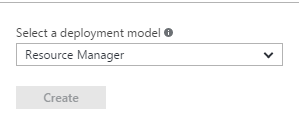 Select a deployment model
Resource Manager
Create